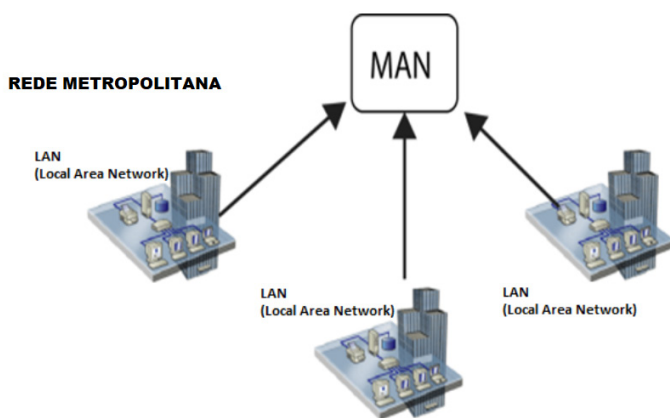 MAN
REDE METROPOLITANA
LAN
(Local Area Network)
LAN
(Local Area Network)
LAN
(Local Area Network)